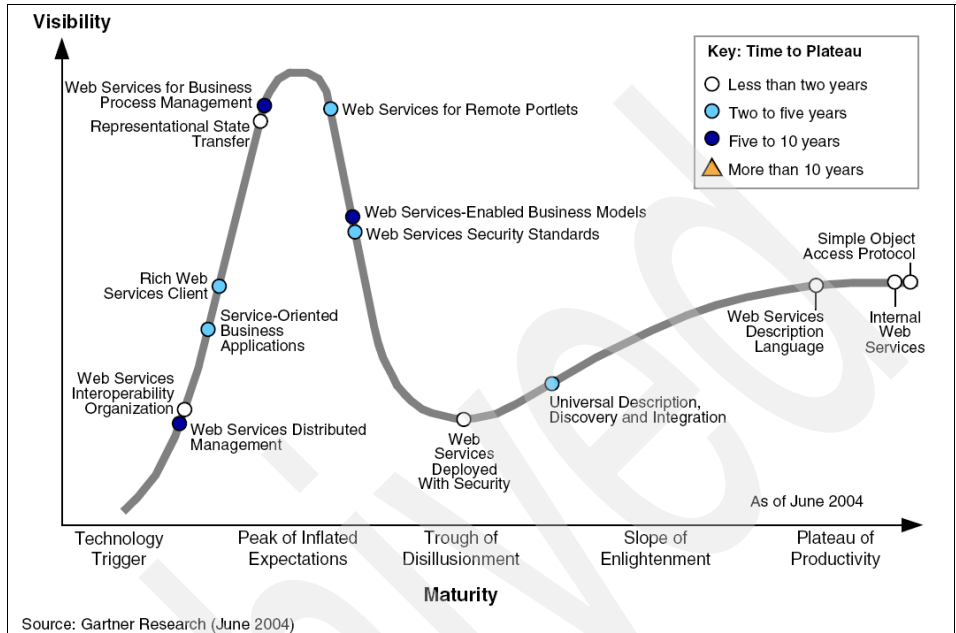 Visibility
Key: Time to Plateau
Less than two years
Two to five years
Five to 10 years
More than 10 years
Web Services for Business
Process Management
Representational State
Transfer
Web Services for Remote Portlets
Web Services-Enabled Business Models
Web Services Security Standards
Simple Object
Access Protocol
Rich Web
Services Client
Service-Oriented
Business
Applications
Web Services
Description
Language
Internal
Web
Services
Web Services
Interoperability
Organization
Web Services Distributed
Management
Universal Description,
Discovery and Integration
Web
Services
Deployed
With Security
As of June 2004
Technology
Trigger
Peak of Inflated
Expectations
Trough of
Disillusionment
Slope of
Enlightenment
Plateau of
Productivity
Maturity
Source: Gartner Research (June 2004)